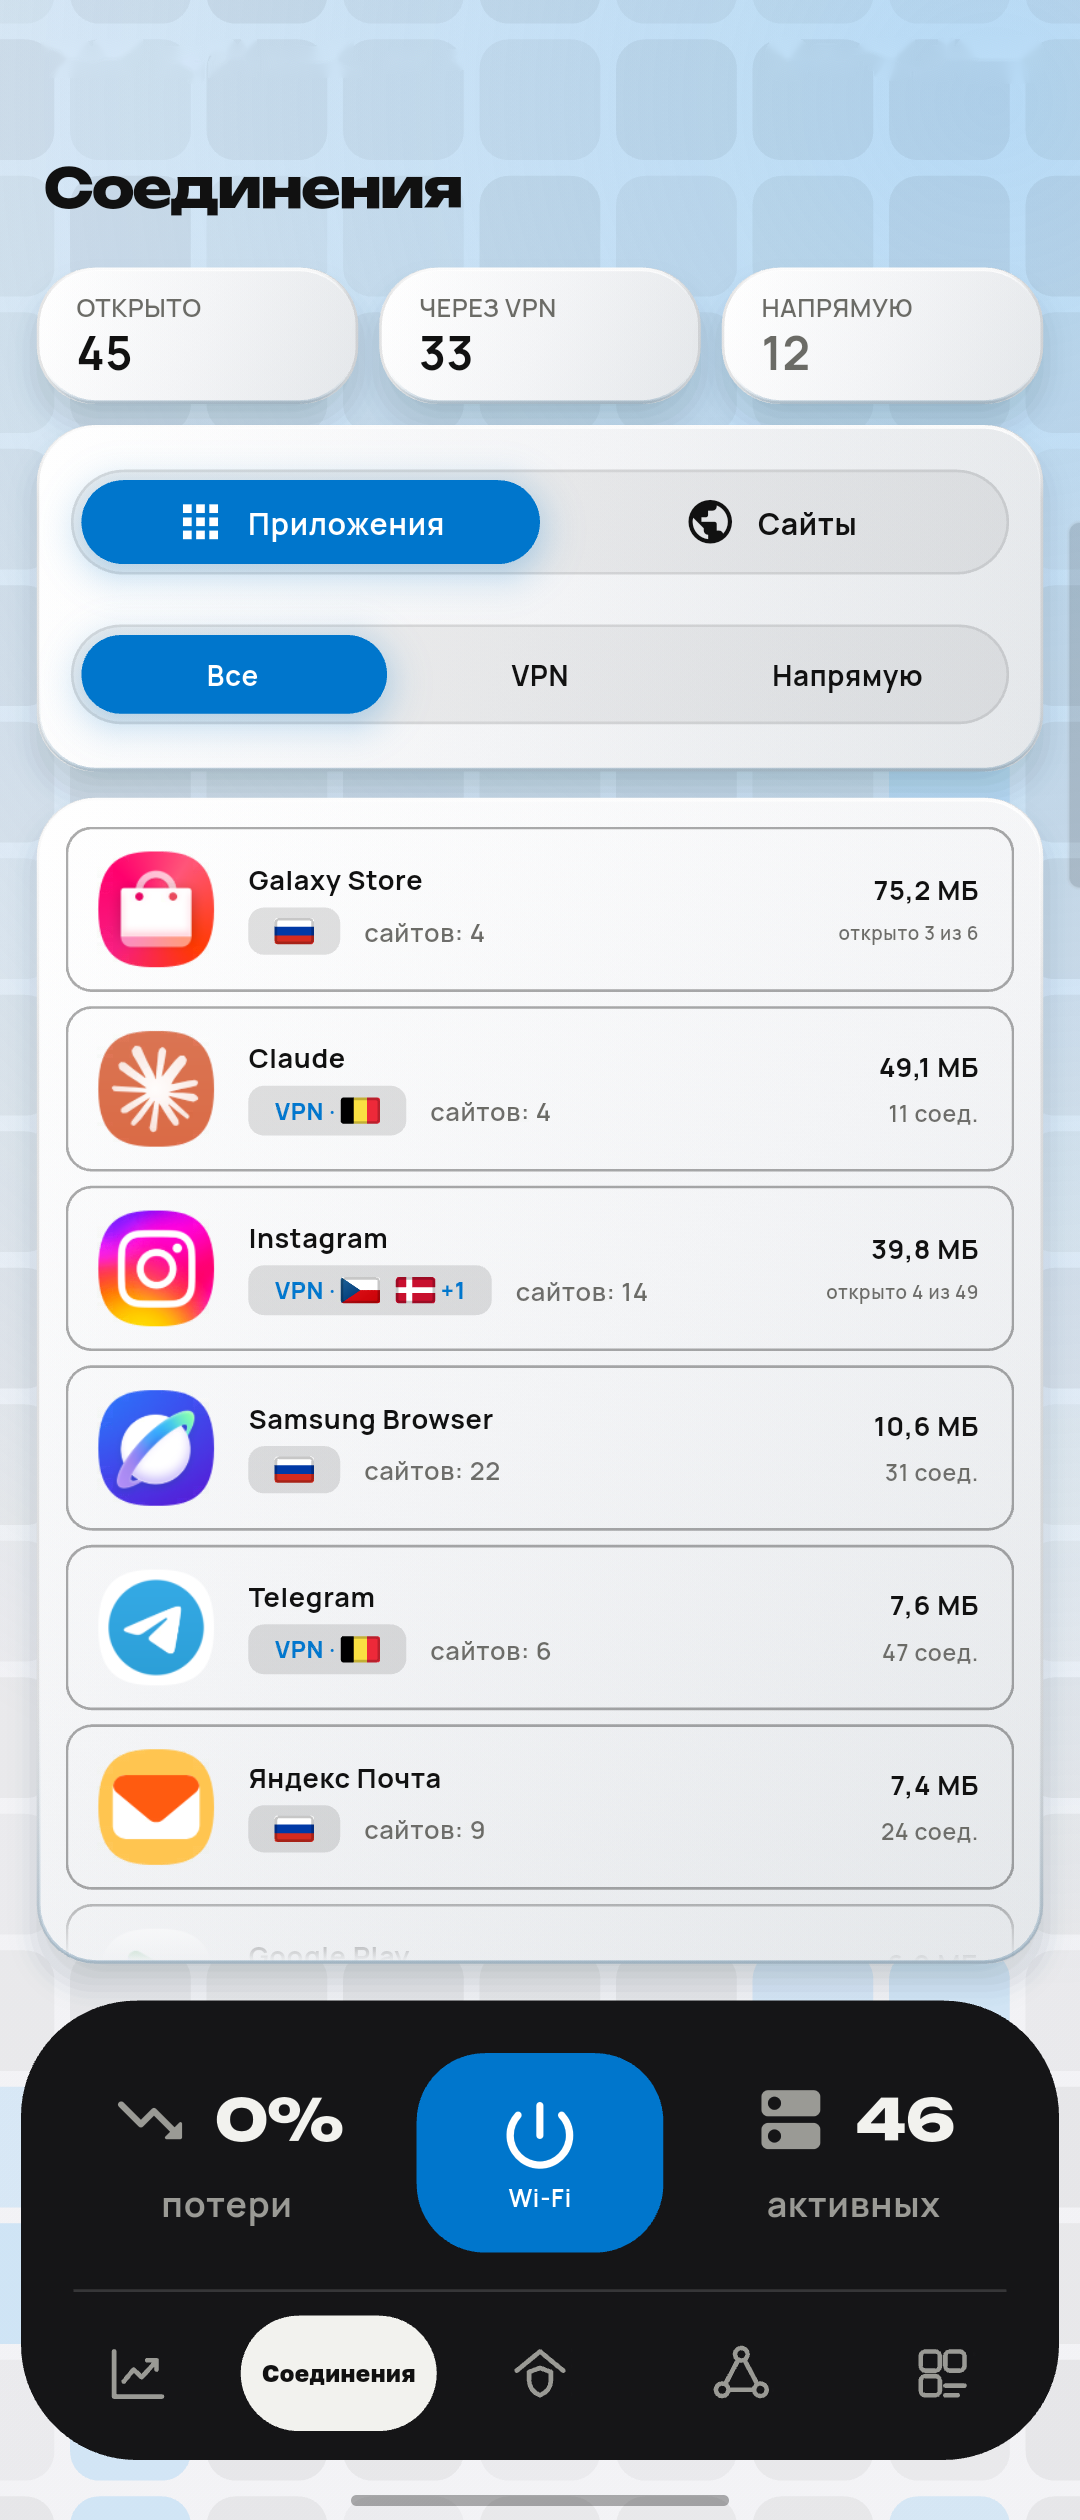 Соединения
ОТКРЫТО
45
ЧЕРЕЗ VPN
33
НАПРЯМУЮ
12
Приложения
Сайты
Все
VPN
Напрямую
Galaxy Store
сайтов: 4
75,2 МБ
открыто 3 из 6
Claude
VPN ·
сайтов: 4
49,1 МБ
11 соед.
Instagram
VPN · +1
сайтов: 14
39,8 МБ
открыто 4 из 49
Samsung Browser
сайтов: 22
10,6 МБ
31 соед.
Telegram
VPN ·
сайтов: 6
7,6 МБ
47 соед.
Яндекс Почта
сайтов: 9
7,4 МБ
24 соед.
Google Play
0%
потери
Wi-Fi
46
активных
Соединения